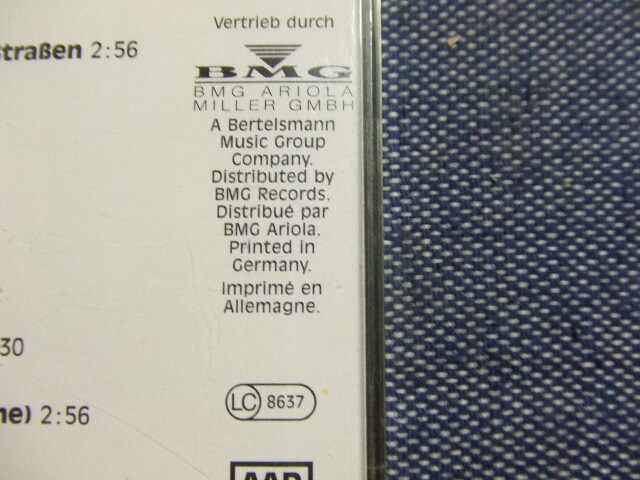 Vertrieb durch
straßen 2:56
BMG
BMG ARIOLA
MILLER GMBH
A Bertelsmann
Music Group
Company.
Distributed by
BMG Records.
Distribué par
BMG Ariola.
Printed in
Germany.
Imprimé en
Allemagne.
30
LC 8637
ne) 2:56
AAD